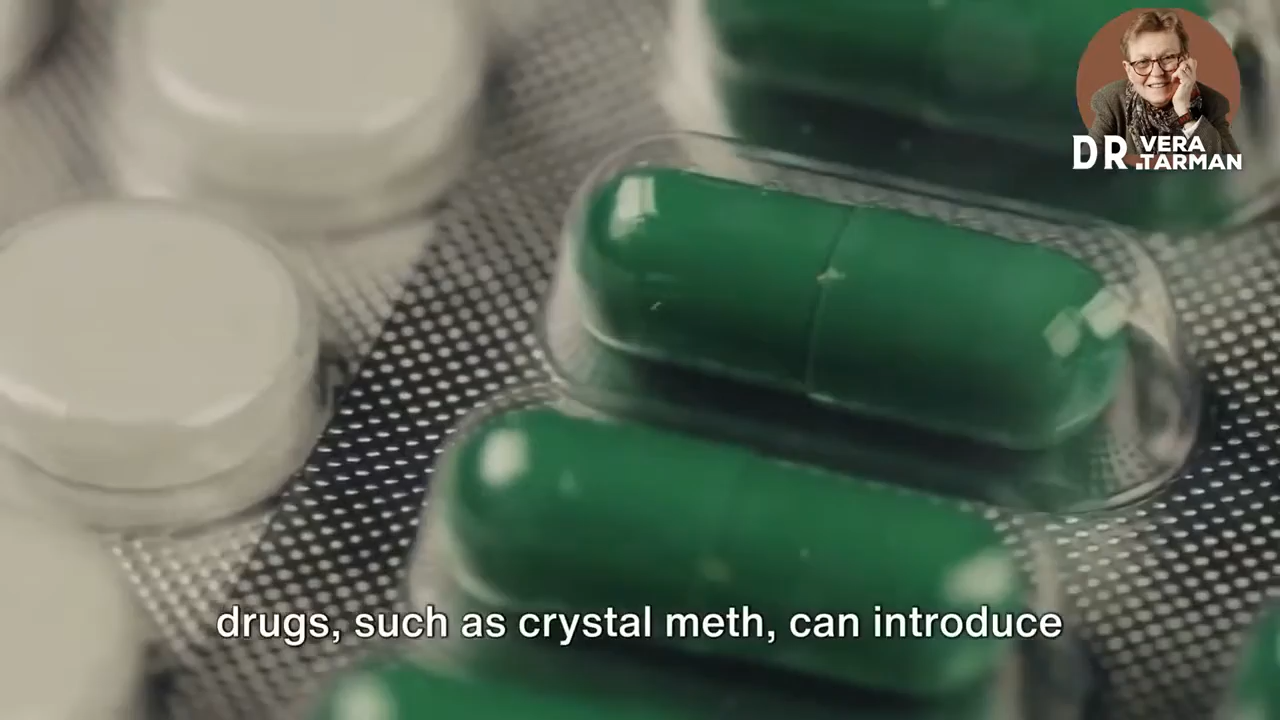 DR. VERA TARMAN
drugs, such as crystal meth, can introduce